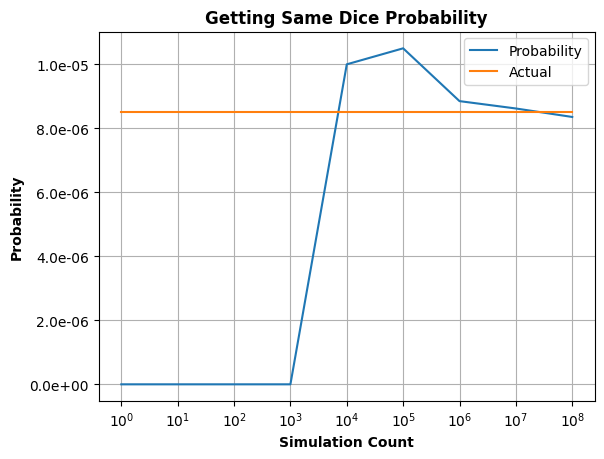 Getting Same Dice Probability
Probability
Actual
1.0e-05
8.0e-06
6.0e-06
4.0e-06
2.0e-06
0.0e+00
Probability
10⁰ 10¹ 10² 10³ 10⁴ 10⁵ 10⁶ 10⁷ 10⁸
Simulation Count